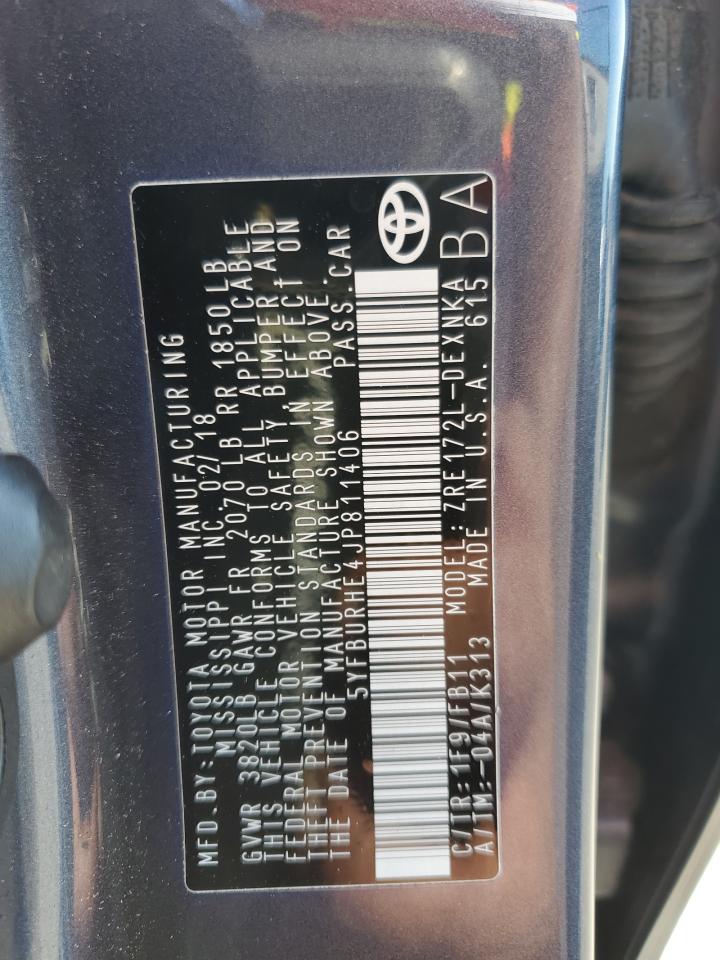 MFD.BY:TOYOTA MOTOR MANUFACTURING
MISSISSIPPI INC. 02/18
GVWR 3820LB GAWR FR 2070LB RR 1850LB
THIS VEHICLE CONFORMS TO ALL APPLICABLE
FEDERAL MOTOR VEHICLE SAFETY BUMPER, AND
THEFT PREVENTION STANDARDS IN EFFECT ON
THE DATE OF MANUFACTURE SHOWN ABOVE.
5YFBURHE4JP811406 PASS.CAR
C/TR:1F9/FB11 MODEL:ZRE172L-DEXNKA
A/TM:-04A/K313 MADE IN U.S.A. 615
BA